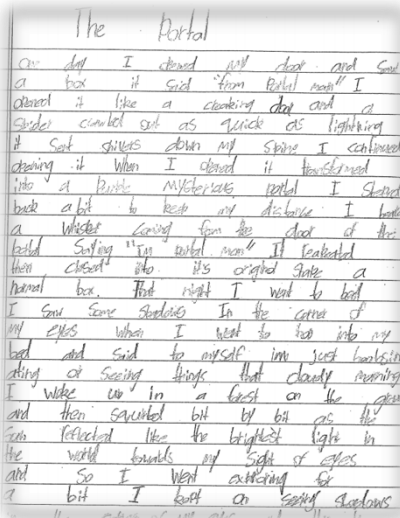 The Portal
one day I opened my door and saw
a box it said "from Portal man" I
opened it like a creaking door and a
Spider crawled out as quick as lightning
it sent shivers down my spine I continued
opening it When I opened it transformed
into a Purple mysterious portal I stepped
back a bit to keep my distance I heard
a whisper coming from the door of the
portal Saying "I'm portal man" It
then closed into it's original shape a
normal box. That night I went to bed
I saw some shadows In the corner of
my eyes when I went to hop into my
bed and said to myself im just
or seeing things that cloudy morning
I woke up in a forest on the
and then bit by bit as the
Sun reflected like the brightest light in
the world towards my sight of eyes
and so I went exploring for
a bit I kept on seeing shadows